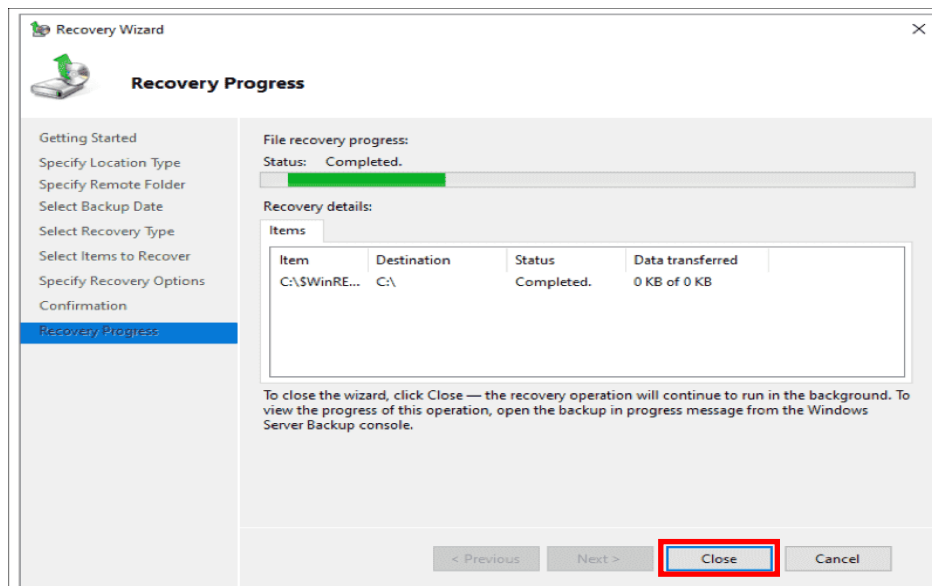 Recovery Wizard
Recovery Progress
Getting Started
Specify Location Type
Specify Remote Folder
Select Backup Date
Select Recovery Type
Select Items to Recover
Specify Recovery Options
Confirmation
Recovery Progress
File recovery progress:
Status: Completed.
Recovery details:
Items
Item Destination Status Data transferred
C:\$WinRE... C:\ Completed. 0 KB of 0 KB
To close the wizard, click Close — the recovery operation will continue to run in the background. To
view the progress of this operation, open the backup in progress message from the Windows
Server Backup console.
< Previous Next > Close Cancel